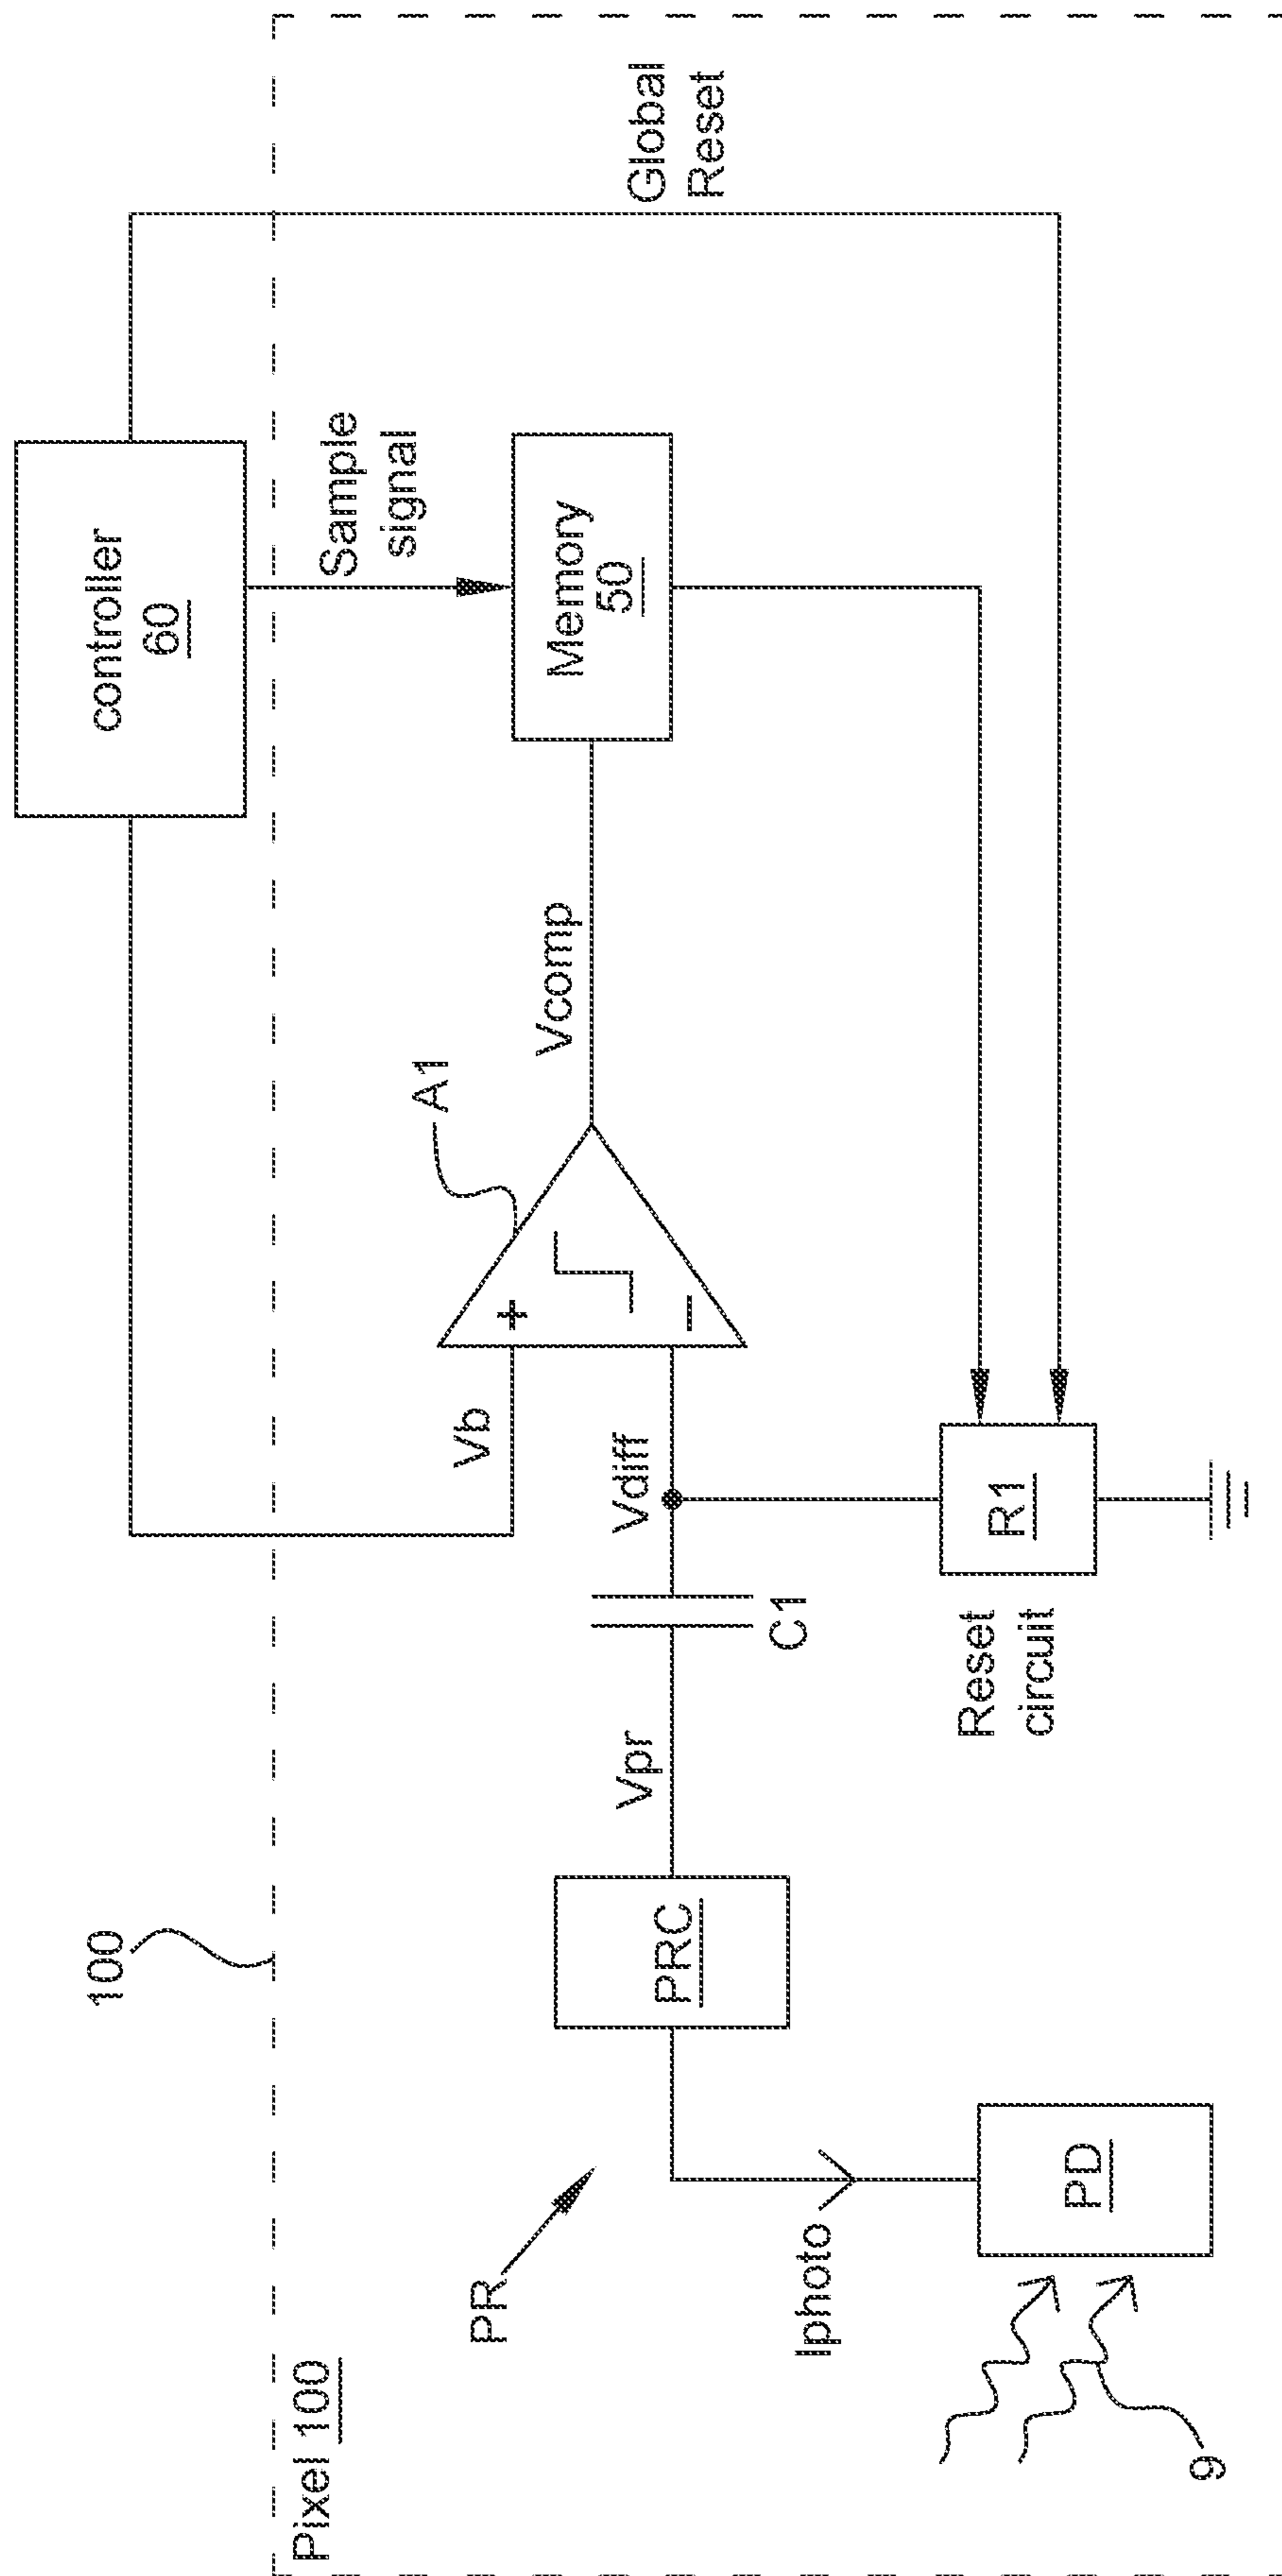 100
controller
60
Pixel 100
Sample
signal
Global
Reset
A1
PR
Vb
Vcomp
Memory
50
+
−
PRC
Vpr
Vdiff
C1
Iphoto
PD
9
Reset
circuit
R1